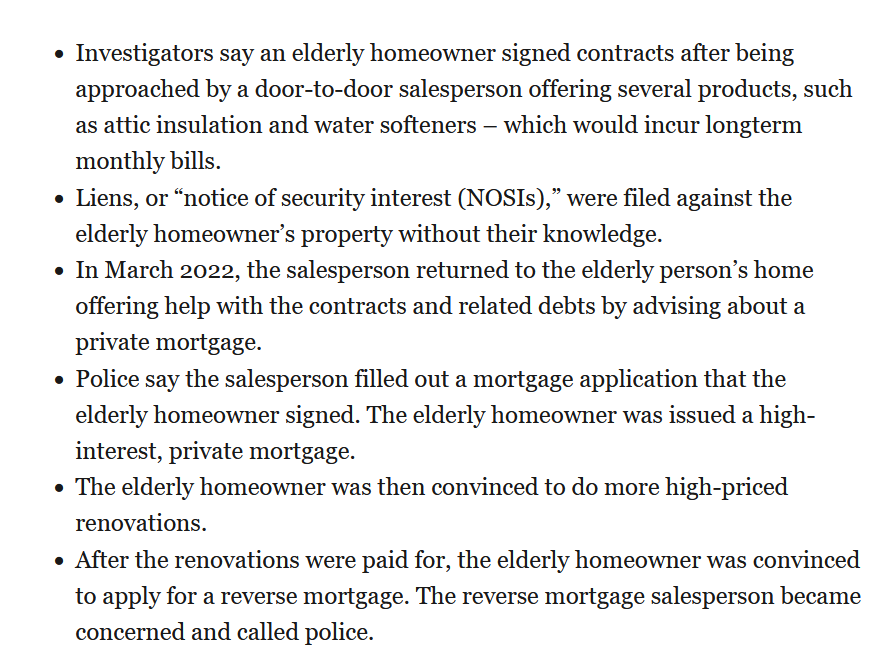 • Investigators say an elderly homeowner signed contracts after being
approached by a door-to-door salesperson offering several products, such
as attic insulation and water softeners – which would incur longterm
monthly bills.
• Liens, or “notice of security interest (NOSIs),” were filed against the
elderly homeowner’s property without their knowledge.
• In March 2022, the salesperson returned to the elderly person’s home
offering help with the contracts and related debts by advising about a
private mortgage.
• Police say the salesperson filled out a mortgage application that the
elderly homeowner signed. The elderly homeowner was issued a high-
interest, private mortgage.
• The elderly homeowner was then convinced to do more high-priced
renovations.
• After the renovations were paid for, the elderly homeowner was convinced
to apply for a reverse mortgage. The reverse mortgage salesperson became
concerned and called police.